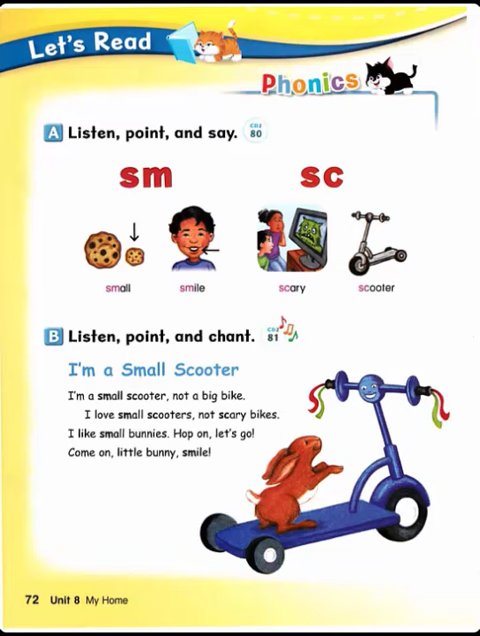 Let's Read
Phonics
A Listen, point, and say. CD2 80
sm sc
small smile scary scooter
B Listen, point, and chant. CD2 81
I'm a Small Scooter
I'm a small scooter, not a big bike.
I love small scooters, not scary bikes.
I like small bunnies. Hop on, let's go!
Come on, little bunny, smile!
72 Unit 8 My Home